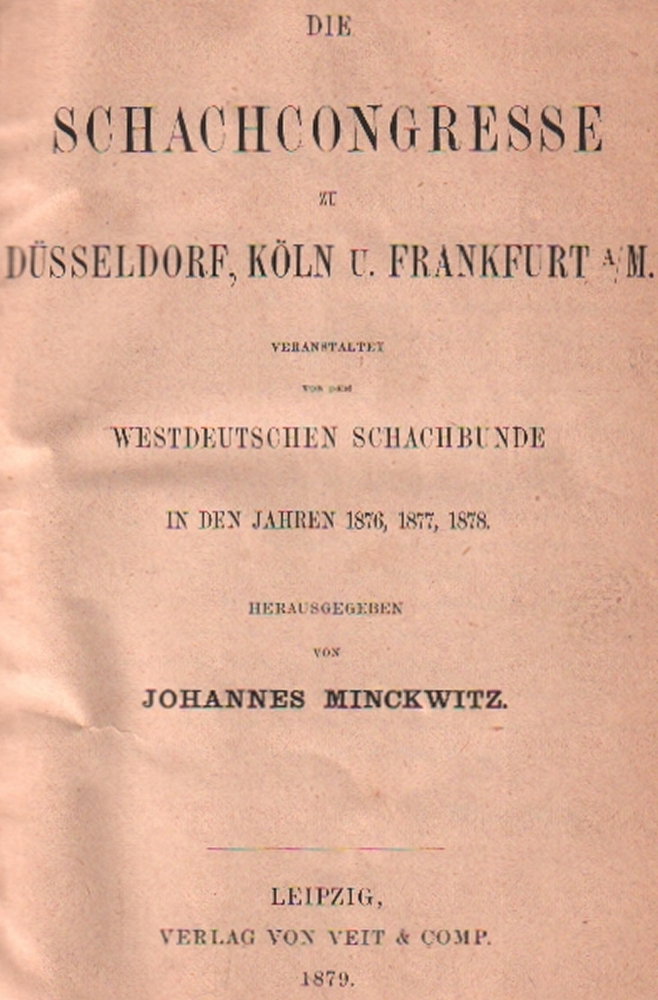 DIE
SCHACHCONGRESSE
ZU
DÜSSELDORF, KÖLN U. FRANKFURT A/M.
VERANSTALTET
VON DEM
WESTDEUTSCHEN SCHACHBUNDE
IN DEN JAHREN 1876, 1877, 1878.
HERAUSGEGEBEN
VON
JOHANNES MINCKWITZ.
LEIPZIG,
VERLAG VON VEIT & COMP.
1879.